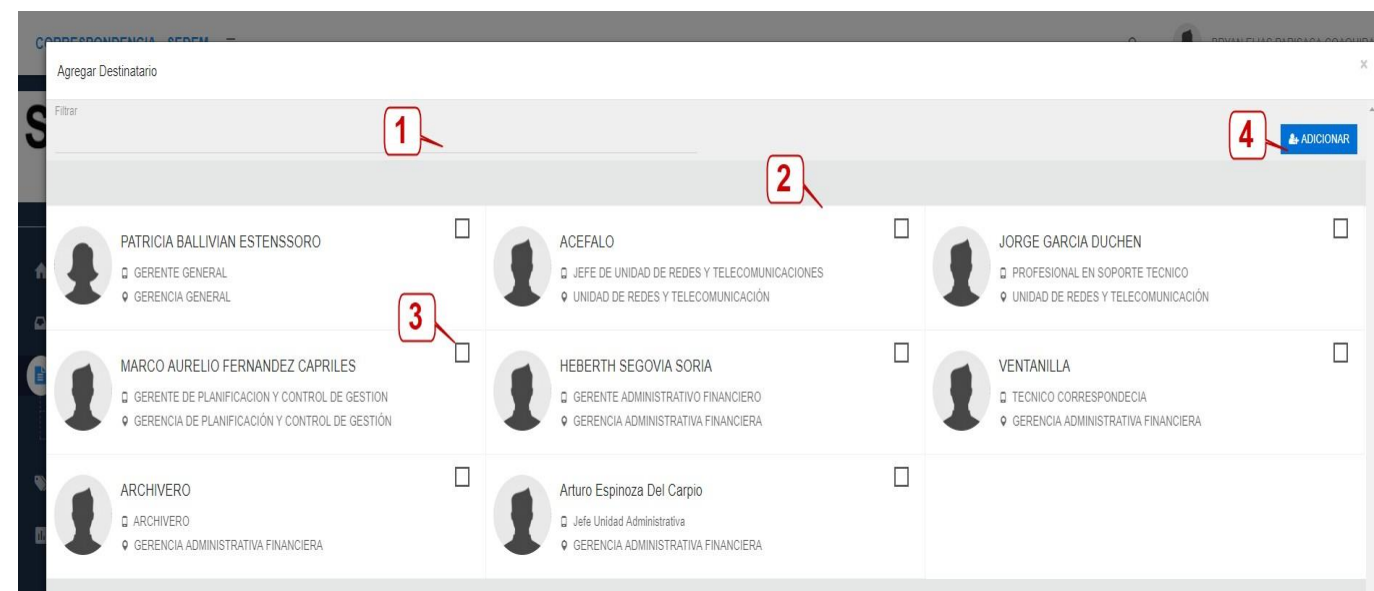 CORRESPONDENCIA - SEDEM
Agregar Destinatario
x
Filtrar
1
4
ADICIONAR
2
PATRICIA BALLIVIAN ESTENSSORO
GERENTE GENERAL
GERENCIA GENERAL
ACEFALO
JEFE DE UNIDAD DE REDES Y TELECOMUNICACIONES
UNIDAD DE REDES Y TELECOMUNICACIÓN
JORGE GARCIA DUCHEN
PROFESIONAL EN SOPORTE TECNICO
UNIDAD DE REDES Y TELECOMUNICACIÓN
3
MARCO AURELIO FERNANDEZ CAPRILES
GERENTE DE PLANIFICACION Y CONTROL DE GESTION
GERENCIA DE PLANIFICACIÓN Y CONTROL DE GESTIÓN
HEBERTH SEGOVIA SORIA
GERENTE ADMINISTRATIVO FINANCIERO
GERENCIA ADMINISTRATIVA FINANCIERA
VENTANILLA
TECNICO CORRESPONDECIA
GERENCIA ADMINISTRATIVA FINANCIERA
ARCHIVERO
ARCHIVERO
GERENCIA ADMINISTRATIVA FINANCIERA
Arturo Espinoza Del Carpio
Jefe Unidad Administrativa
GERENCIA ADMINISTRATIVA FINANCIERA